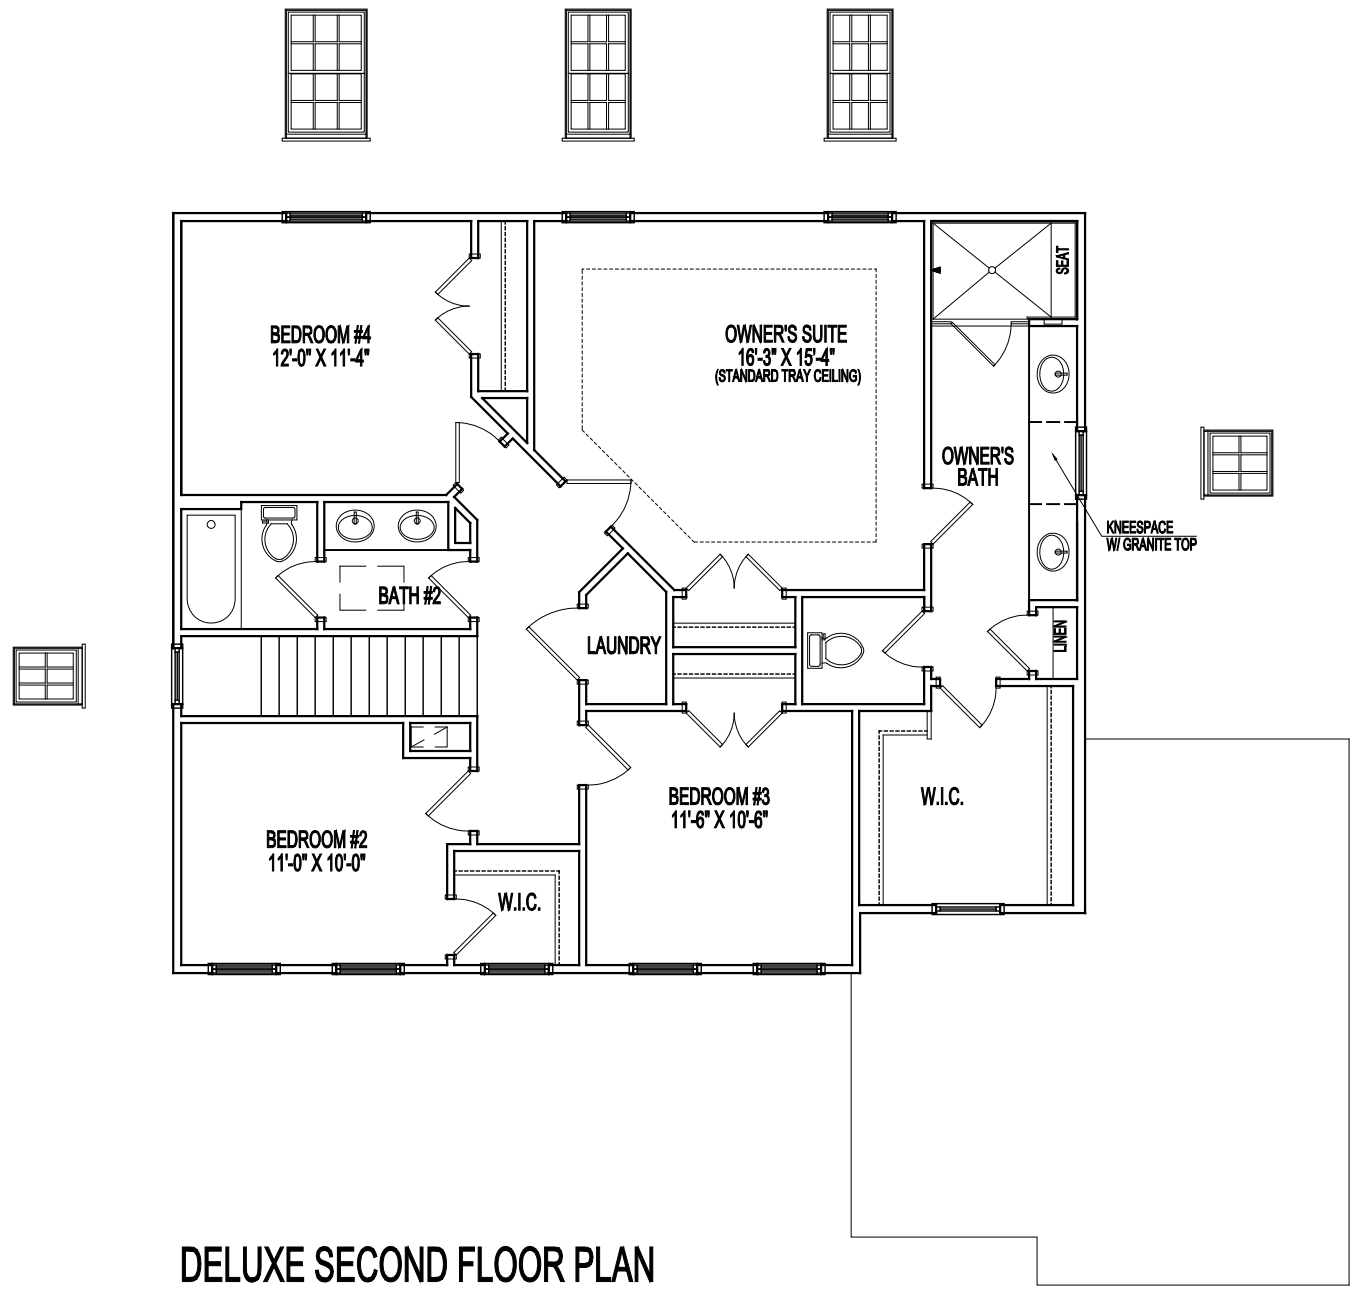 BEDROOM #4
12'-0" X 11'-4"
OWNER'S SUITE
16'-3" X 15'-4"
(STANDARD TRAY CEILING)
SEAT
OWNER'S
BATH
KNEESPACE
W/ GRANITE TOP
BATH #2
LAUNDRY
LINEN
BEDROOM #2
11'-0" X 10'-0"
W.I.C.
BEDROOM #3
11'-6" X 10'-6"
W.I.C.
DELUXE SECOND FLOOR PLAN